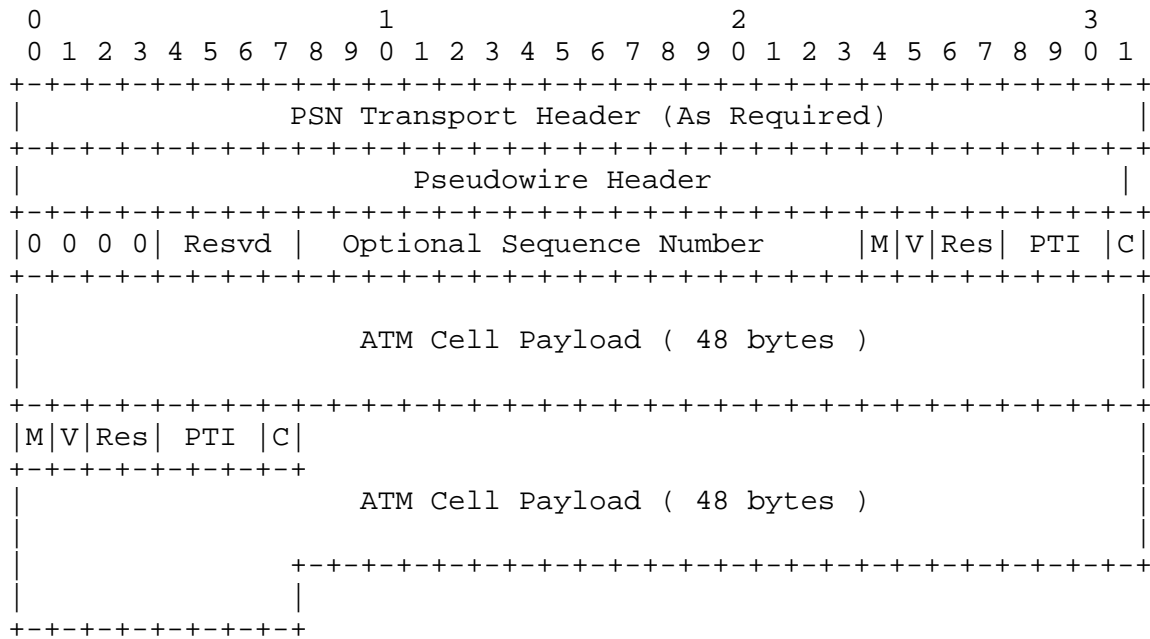 0                   1                   2                   3
 0 1 2 3 4 5 6 7 8 9 0 1 2 3 4 5 6 7 8 9 0 1 2 3 4 5 6 7 8 9 0 1
+-+-+-+-+-+-+-+-+-+-+-+-+-+-+-+-+-+-+-+-+-+-+-+-+-+-+-+-+-+-+-+-+
|               PSN Transport Header (As Required)              |
+-+-+-+-+-+-+-+-+-+-+-+-+-+-+-+-+-+-+-+-+-+-+-+-+-+-+-+-+-+-+-+-+
|                      Pseudowire Header                       |
+-+-+-+-+-+-+-+-+-+-+-+-+-+-+-+-+-+-+-+-+-+-+-+-+-+-+-+-+-+-+-+-+
|0 0 0 0| Resvd |  Optional Sequence Number     |M|V|Res| PTI |C|
+-+-+-+-+-+-+-+-+-+-+-+-+-+-+-+-+-+-+-+-+-+-+-+-+-+-+-+-+-+-+-+-+
|                                                               |
|                   ATM Cell Payload ( 48 bytes )               |
|                                                               |
+-+-+-+-+-+-+-+-+-+-+-+-+-+-+-+-+-+-+-+-+-+-+-+-+-+-+-+-+-+-+-+-+
|M|V|Res| PTI |C|                                               |
+-+-+-+-+-+-+-+-+                                               |
|                   ATM Cell Payload ( 48 bytes )               |
|                                                               |
|               +-+-+-+-+-+-+-+-+-+-+-+-+-+-+-+-+-+-+-+-+-+-+-+-+
|               |
+-+-+-+-+-+-+-+-+